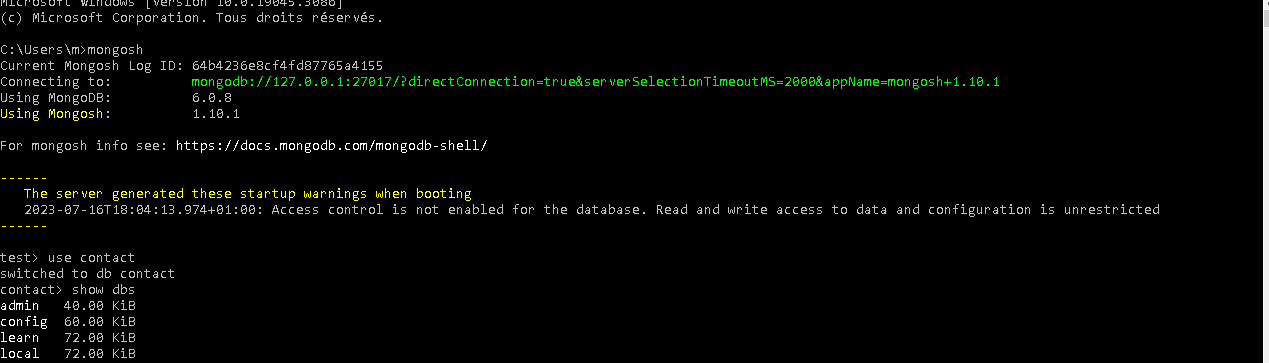 Microsoft Windows [version 10.0.19045.3086]
(c) Microsoft Corporation. Tous droits réservés.
C:\Users\m>mongosh
Current Mongosh Log ID: 64b4236e8cf4fd87765a4155
Connecting to: mongodb://127.0.0.1:27017/?directConnection=true&serverSelectionTimeoutMS=2000&appName=mongosh+1.10.1
Using MongoDB: 6.0.8
Using Mongosh: 1.10.1
For mongosh info see: https://docs.mongodb.com/mongodb-shell/
------
The server generated these startup warnings when booting
2023-07-16T18:04:13.974+01:00: Access control is not enabled for the database. Read and write access to data and configuration is unrestricted
------
test> use contact
switched to db contact
contact> show dbs
admin 40.00 KiB
config 60.00 KiB
learn 72.00 KiB
local 72.00 KiB